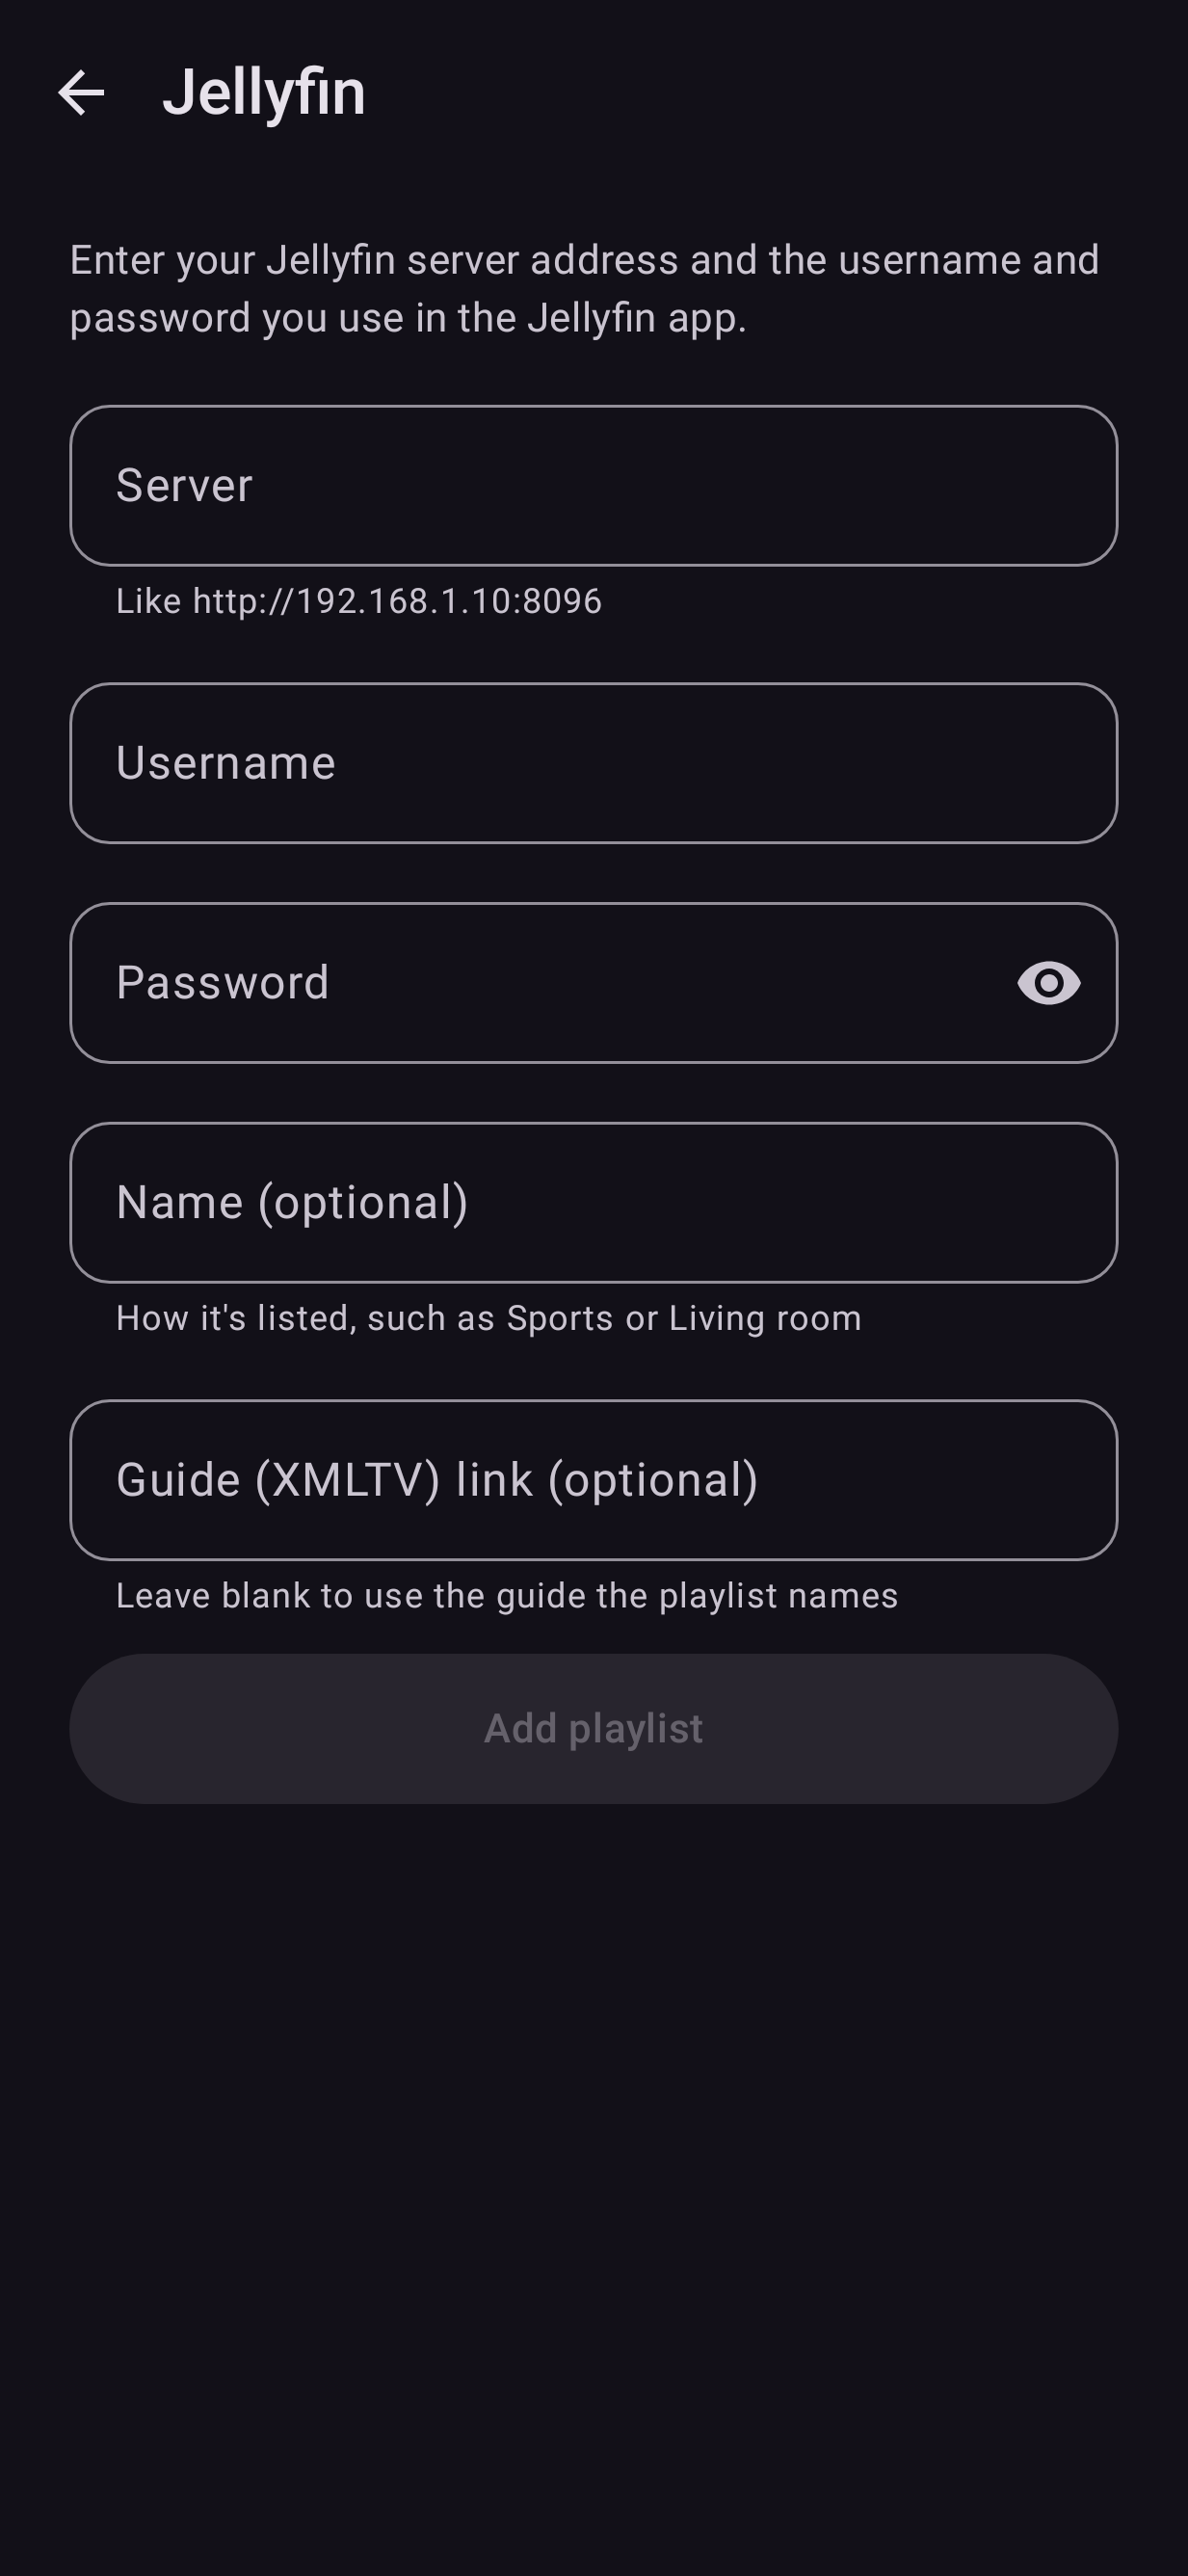 Jellyfin
Enter your Jellyfin server address and the username and
password you use in the Jellyfin app.
Server
Like http://192.168.1.10:8096
Username
Password
Name (optional)
How it's listed, such as Sports or Living room
Guide (XMLTV) link (optional)
Leave blank to use the guide the playlist names
Add playlist